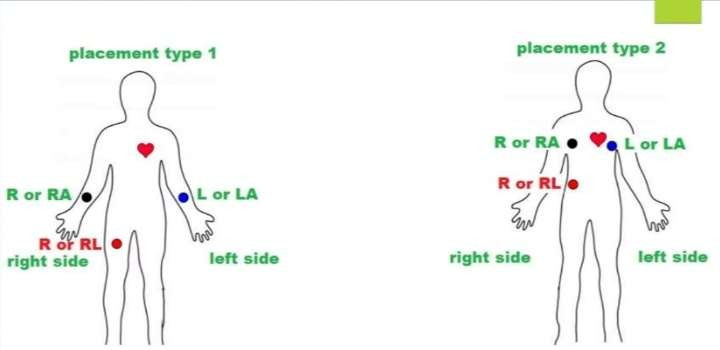 placement type 1
R or RA
L or LA
R or RL
right side
left side
placement type 2
R or RA
L or LA
R or RL
right side
left side